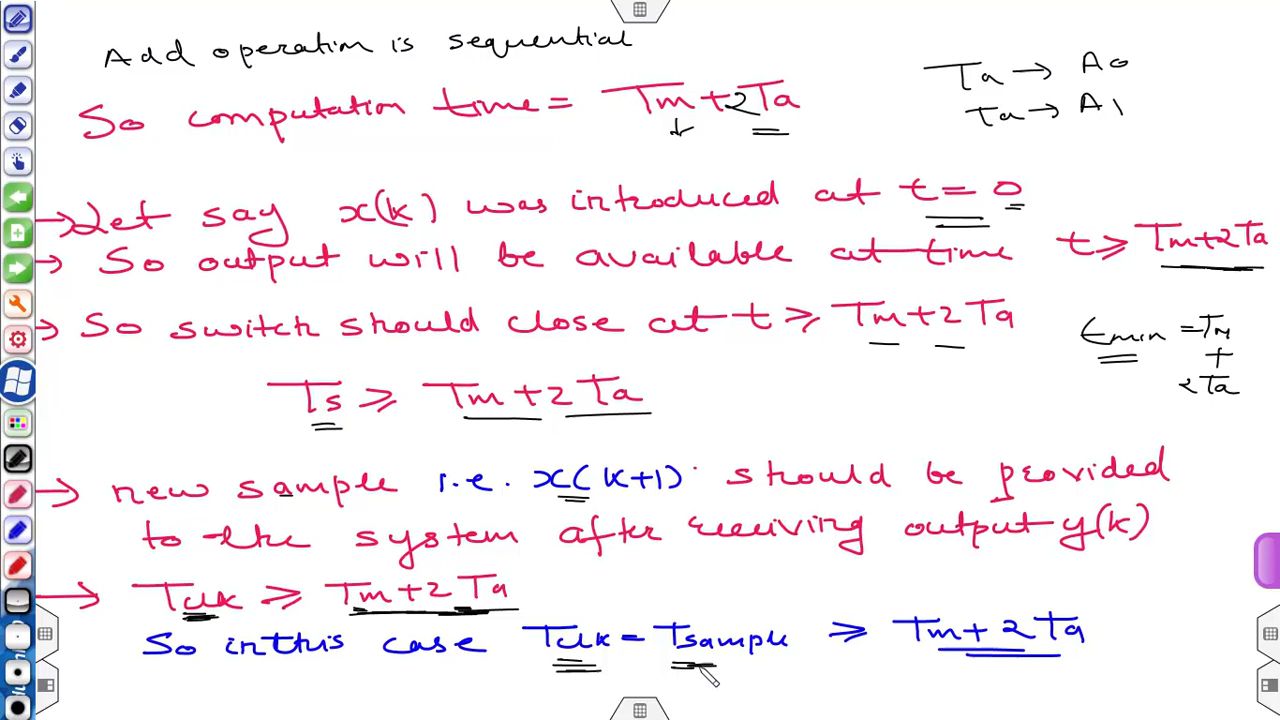 Add operation is sequential
Ta → A0
Ta → A1
So computation time = Tm+2Ta
→ Let say x(k) was introduced at t = 0
→ So output will be available at time t ≥ Tm+2Ta
→ So switch should close at t ≥ Tm+2Ta
tmin = Tm
+
2Ta
Ts ≥ Tm+2Ta
→ new sample i.e. x(k+1) should be provided
to the system after receiving output y(k)
→ Tclk ≥ Tm+2Ta
So in this case Tclk = Tsample ≥ Tm+2Ta